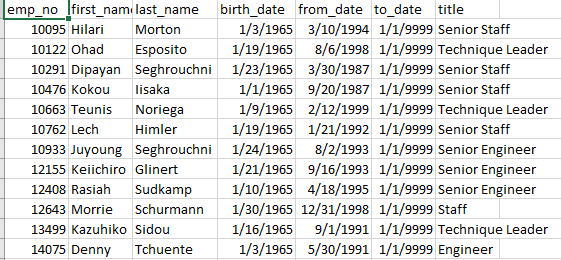 emp_no first_nam last_name birth_date from_date to_date title
10095 Hilari Morton 1/3/1965 3/10/1994 1/1/9999 Senior Staff
10122 Ohad Esposito 1/19/1965 8/6/1998 1/1/9999 Technique Leader
10291 Dipayan Seghrouchni 1/23/1965 3/30/1987 1/1/9999 Senior Staff
10476 Kokou Iisaka 1/1/1965 9/20/1987 1/1/9999 Senior Staff
10663 Teunis Noriega 1/9/1965 2/12/1999 1/1/9999 Technique Leader
10762 Lech Himler 1/19/1965 1/21/1992 1/1/9999 Senior Staff
10933 Juyoung Seghrouchni 1/24/1965 8/2/1993 1/1/9999 Senior Engineer
12155 Keiichiro Glinert 1/21/1965 9/16/1993 1/1/9999 Senior Engineer
12408 Rasiah Sudkamp 1/10/1965 4/18/1995 1/1/9999 Senior Engineer
12643 Morrie Schurmann 1/30/1965 12/31/1998 1/1/9999 Staff
13499 Kazuhiko Sidou 1/16/1965 9/1/1991 1/1/9999 Technique Leader
14075 Denny Tchuente 1/3/1965 5/30/1991 1/1/9999 Engineer